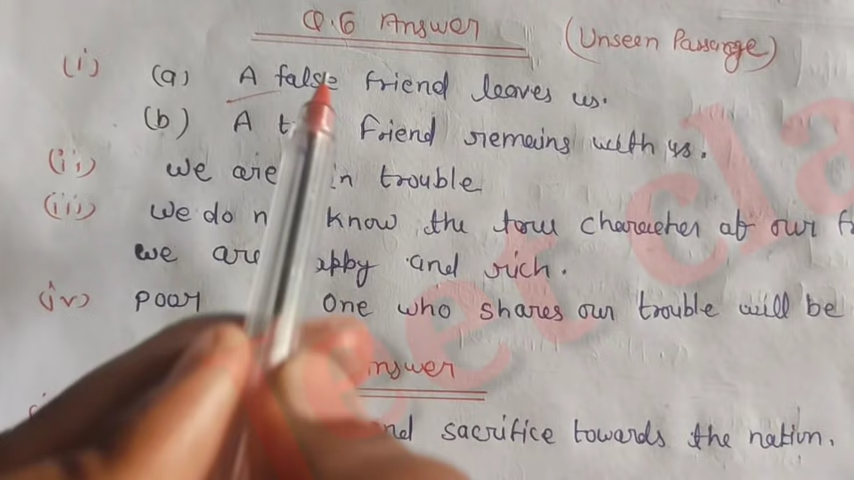 Q.6 Answer (Unseen Passange)
(i) (a) A false friend leaves us.
(b) A friend remains with us.
(ii) we are in trouble
(iii) we do know the true character of our
we are and rich.
(iv) poor One who shares our trouble will be
sacrifice towards the nation.